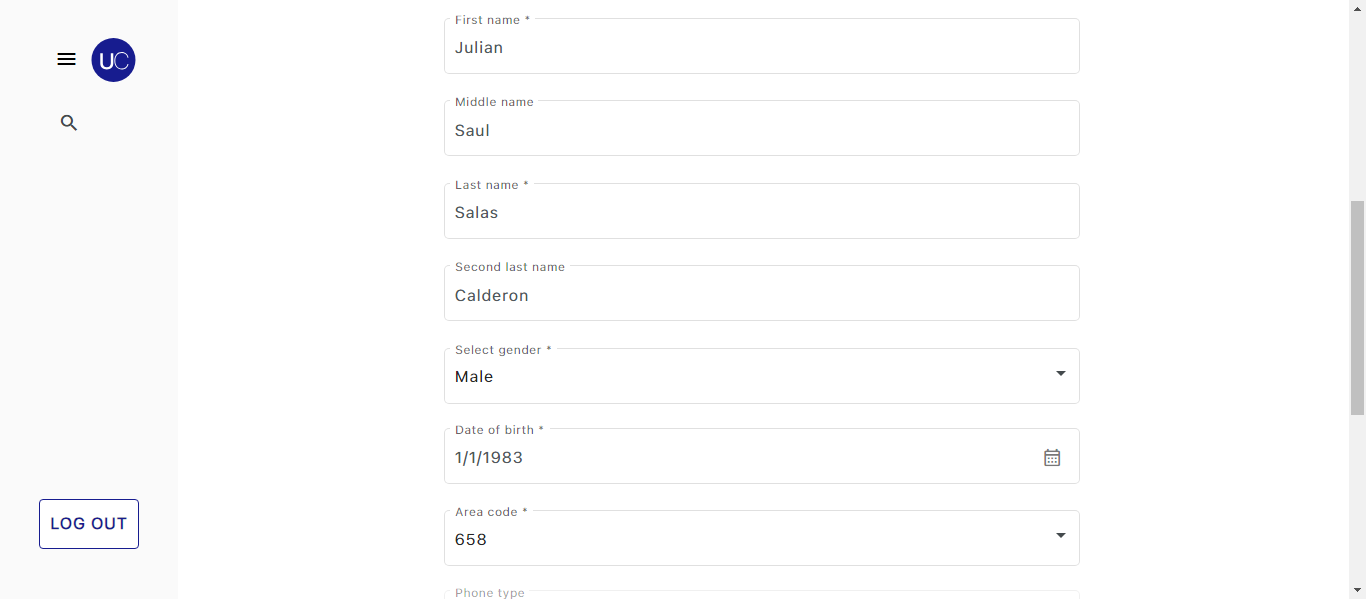 UC
First name *
Julian
Middle name
Saul
Last name *
Salas
Second last name
Calderon
Select gender *
Male
Date of birth *
1/1/1983
Area code *
658
Phone type
LOG OUT